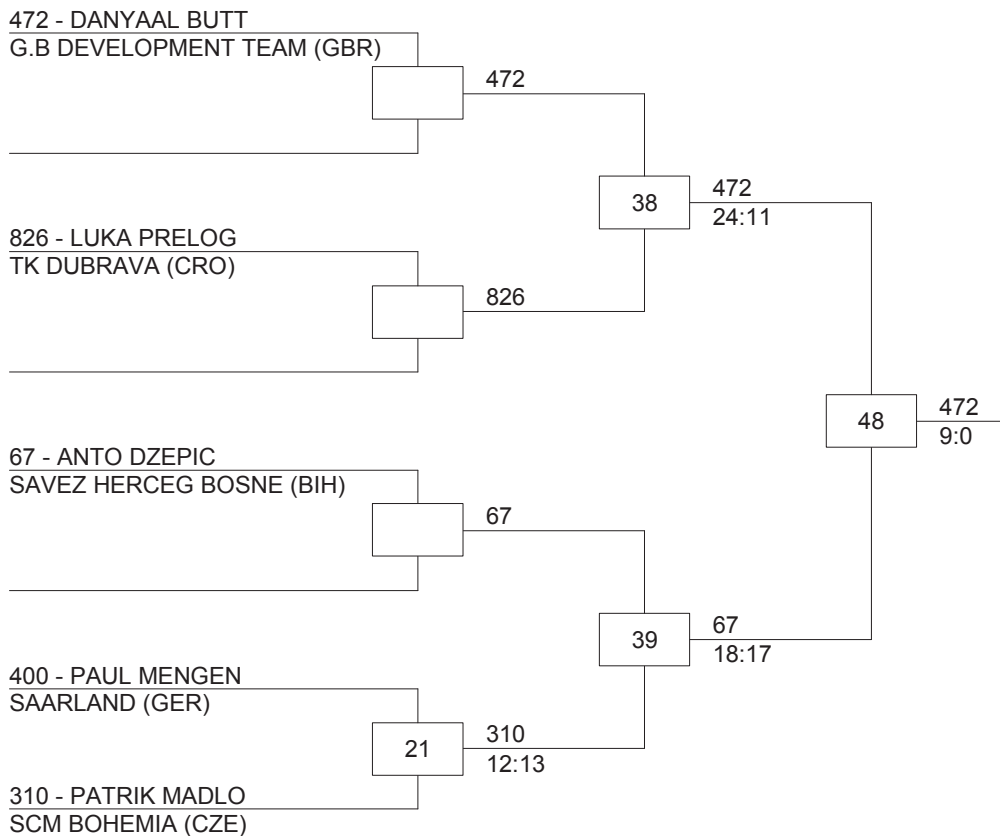 472 - DANYAAL BUTT
G.B DEVELOPMENT TEAM (GBR)
472
38
472
24:11
826 - LUKA PRELOG
TK DUBRAVA (CRO)
826
48
472
9:0
67 - ANTO DZEPIC
SAVEZ HERCEG BOSNE (BIH)
67
39
67
18:17
400 - PAUL MENGEN
SAARLAND (GER)
21
310
12:13
310 - PATRIK MADLO
SCM BOHEMIA (CZE)